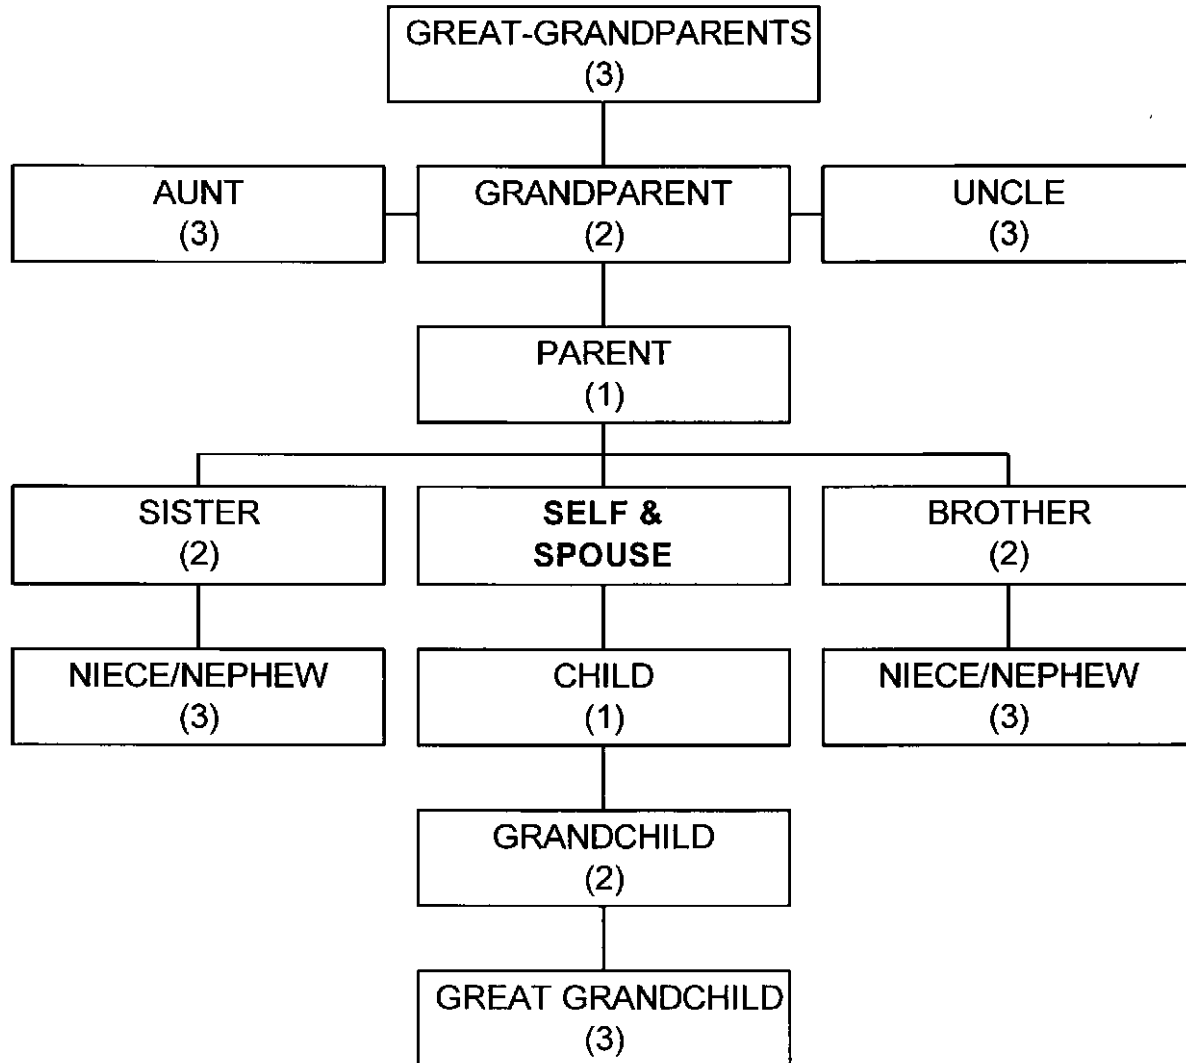 GREAT-GRANDPARENTS
(3)
AUNT
(3)
GRANDPARENT
(2)
UNCLE
(3)
PARENT
(1)
SISTER
(2)
SELF &
SPOUSE
BROTHER
(2)
NIECE/NEPHEW
(3)
CHILD
(1)
NIECE/NEPHEW
(3)
GRANDCHILD
(2)
GREAT GRANDCHILD
(3)